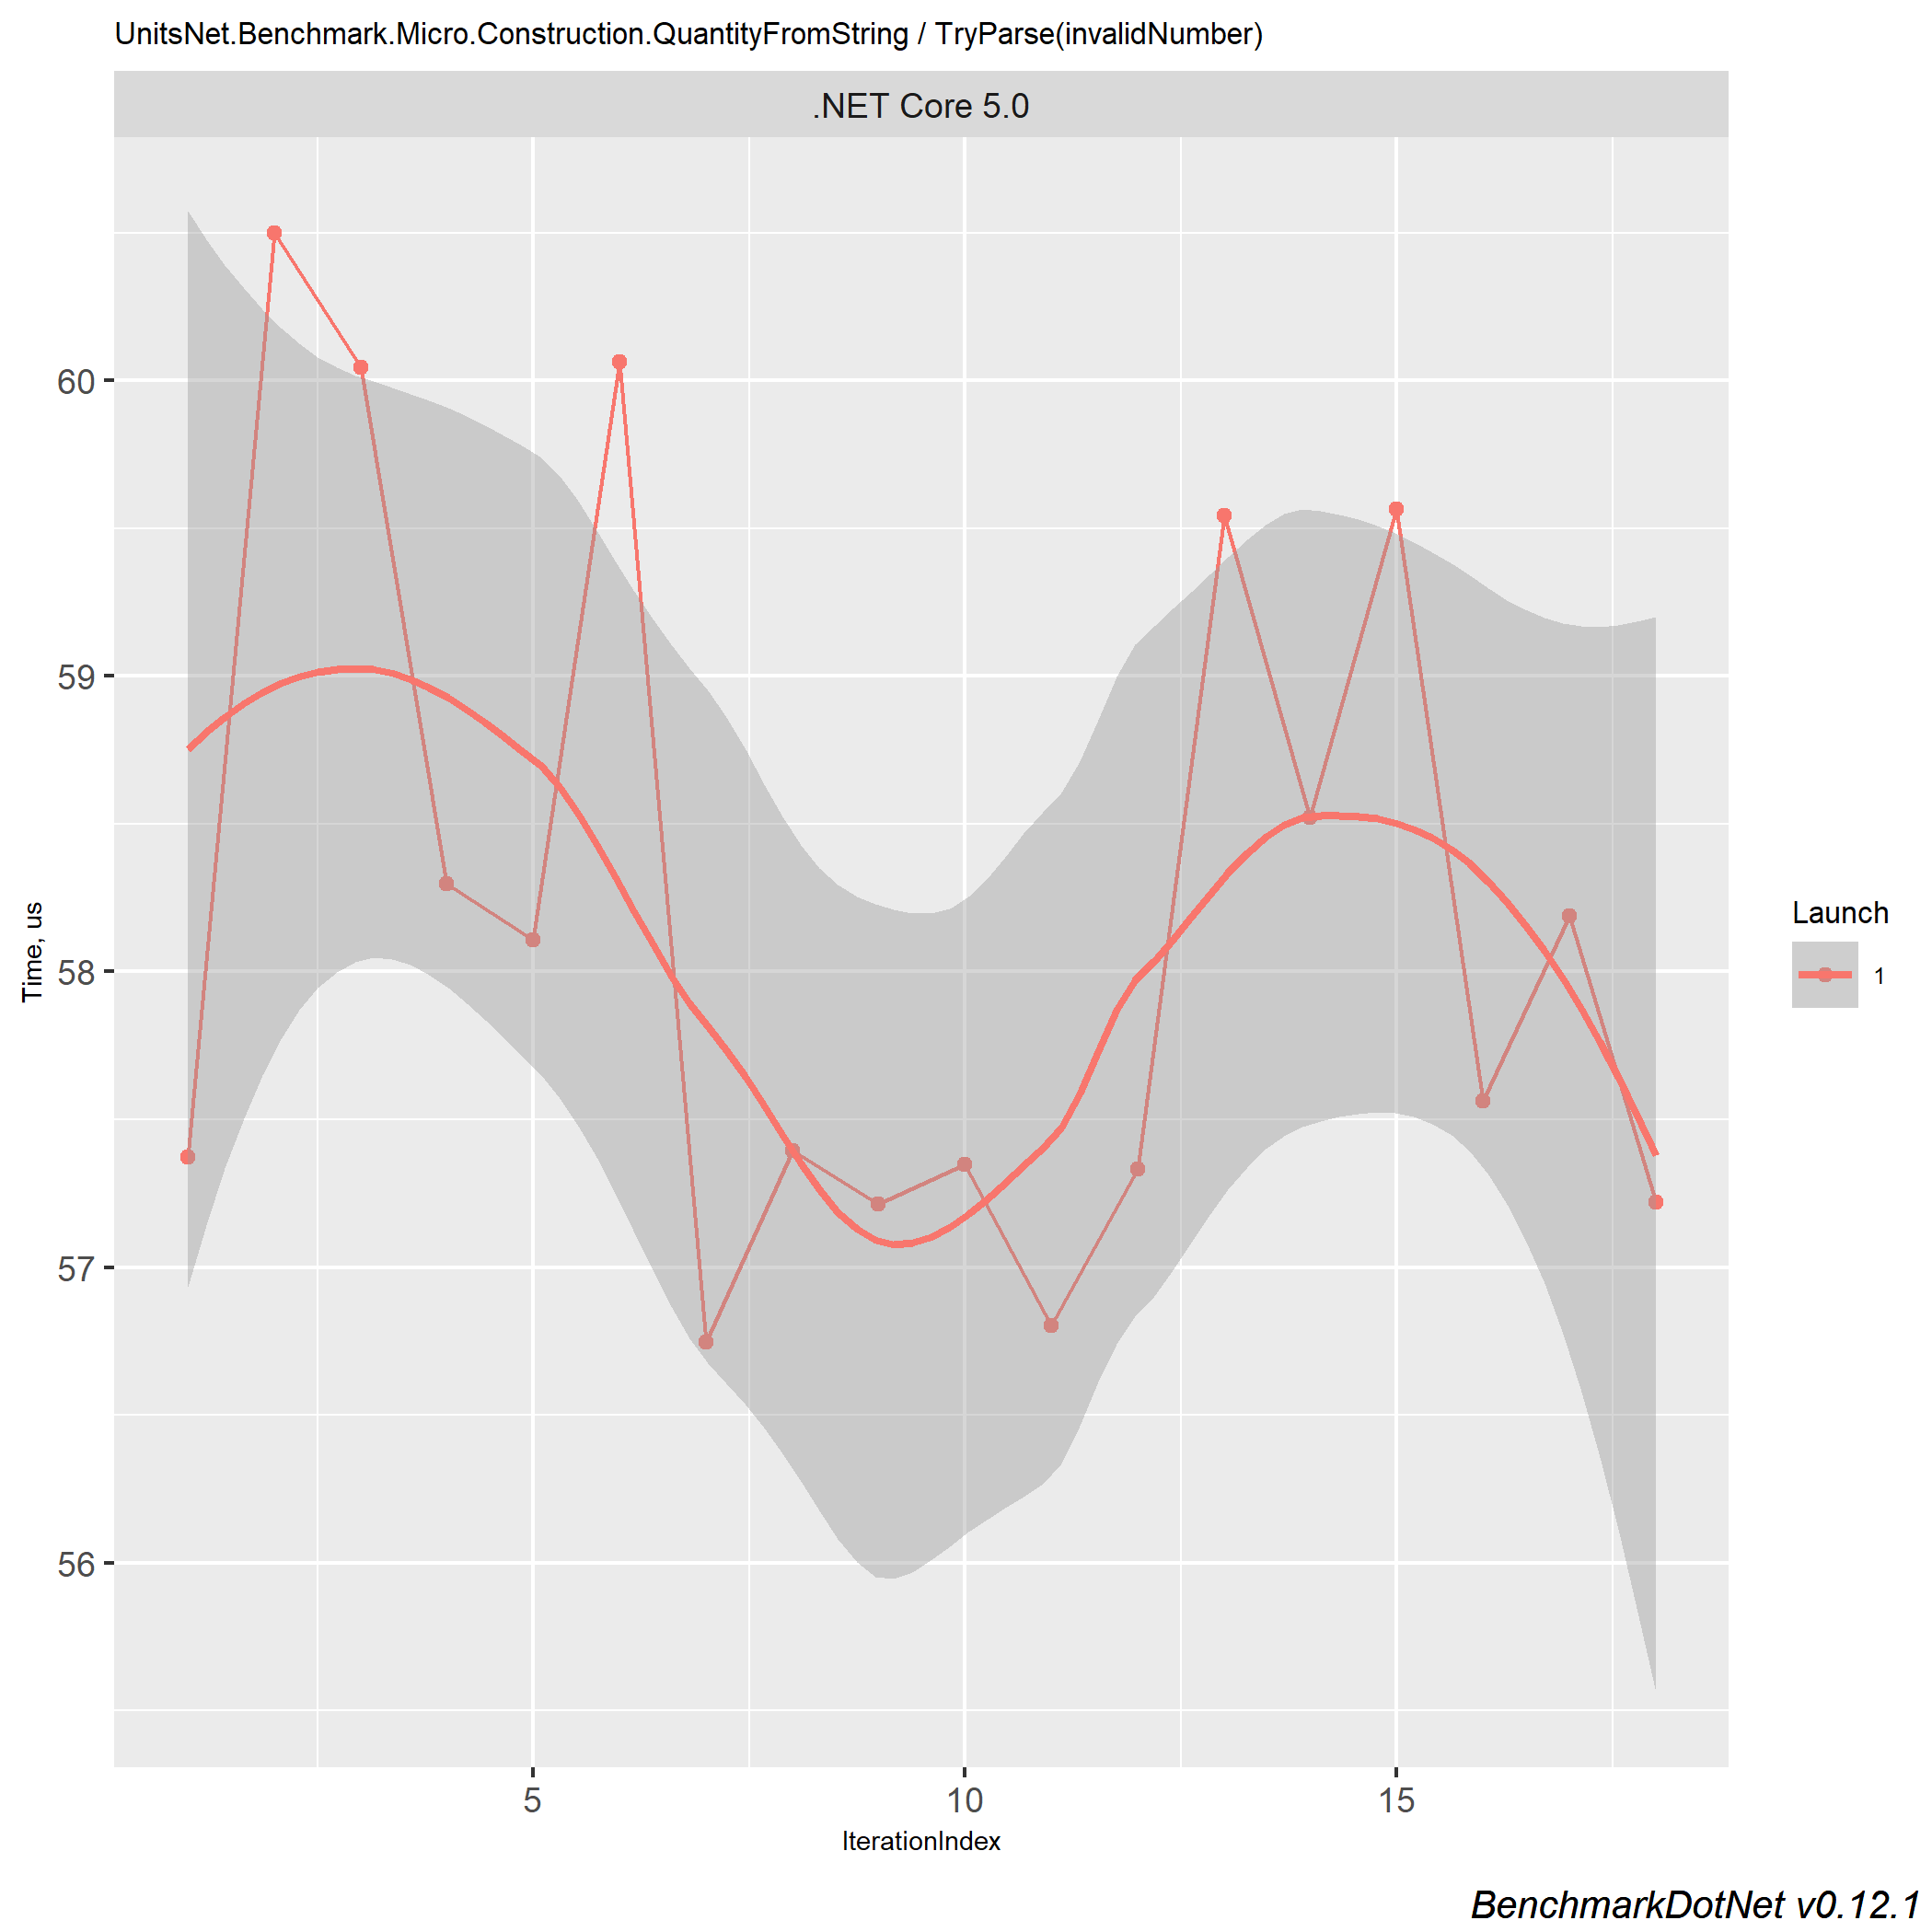 UnitsNet.Benchmark.Micro.Construction.QuantityFromString / TryParse(invalidNumber)
.NET Core 5.0
60
59
58
57
56
Time, us
5
10
15
IterationIndex
Launch
1
BenchmarkDotNet v0.12.1